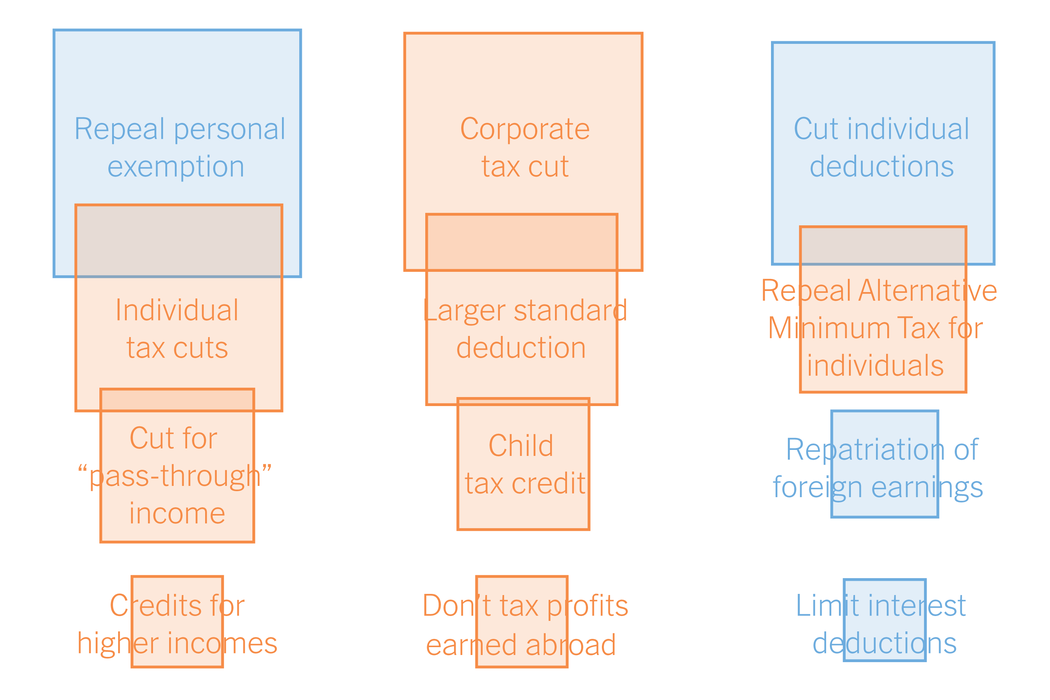 Repeal personal
exemption
Corporate
tax cut
Cut individual
deductions
Individual
tax cuts
Larger standard
deduction
Repeal Alternative
Minimum Tax for
individuals
Cut for
“pass-through”
income
Child
tax credit
Repatriation of
foreign earnings
Credits for
higher incomes
Don’t tax profits
earned abroad
Limit interest
deductions